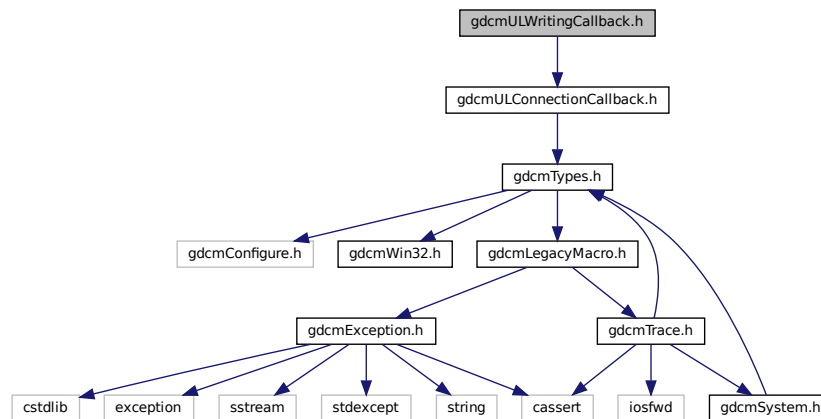 gdcmULWritingCallback.h
gdcmULConnectionCallback.h
gdcmTypes.h
gdcmConfigure.h
gdcmWin32.h
gdcmLegacyMacro.h
gdcmException.h
gdcmTrace.h
cstdlib
exception
sstream
stdexcept
string
cassert
iosfwd
gdcmSystem.h